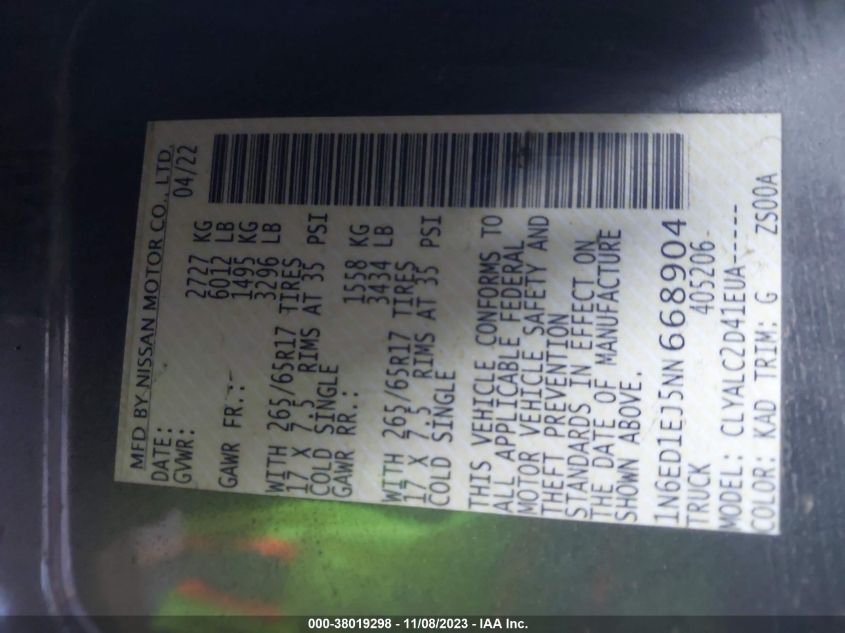 MFD BY NISSAN MOTOR CO., LTD.
DATE: 04/22
GVWR: 2727 KG
6012 LB
GAWR FR.: 1495 KG
3296 LB
WITH 265/65R17 TIRES
17 X 7.5 RIMS AT 35 PSI
COLD SINGLE
GAWR RR.: 1558 KG
3434 LB
WITH 265/65R17 TIRES
17 X 7.5 RIMS AT 35 PSI
COLD SINGLE
THIS VEHICLE CONFORMS TO
ALL APPLICABLE FEDERAL
MOTOR VEHICLE SAFETY AND
THEFT PREVENTION
STANDARDS IN EFFECT ON
THE DATE OF MANUFACTURE
SHOWN ABOVE.
1N6ED1EJ5NN668904
TRUCK 405206
MODEL: CLYALC2D41EUA-----
COLOR: KAD TRIM: G ZS00A
000-38019298 - 11/08/2023 - IAA Inc.